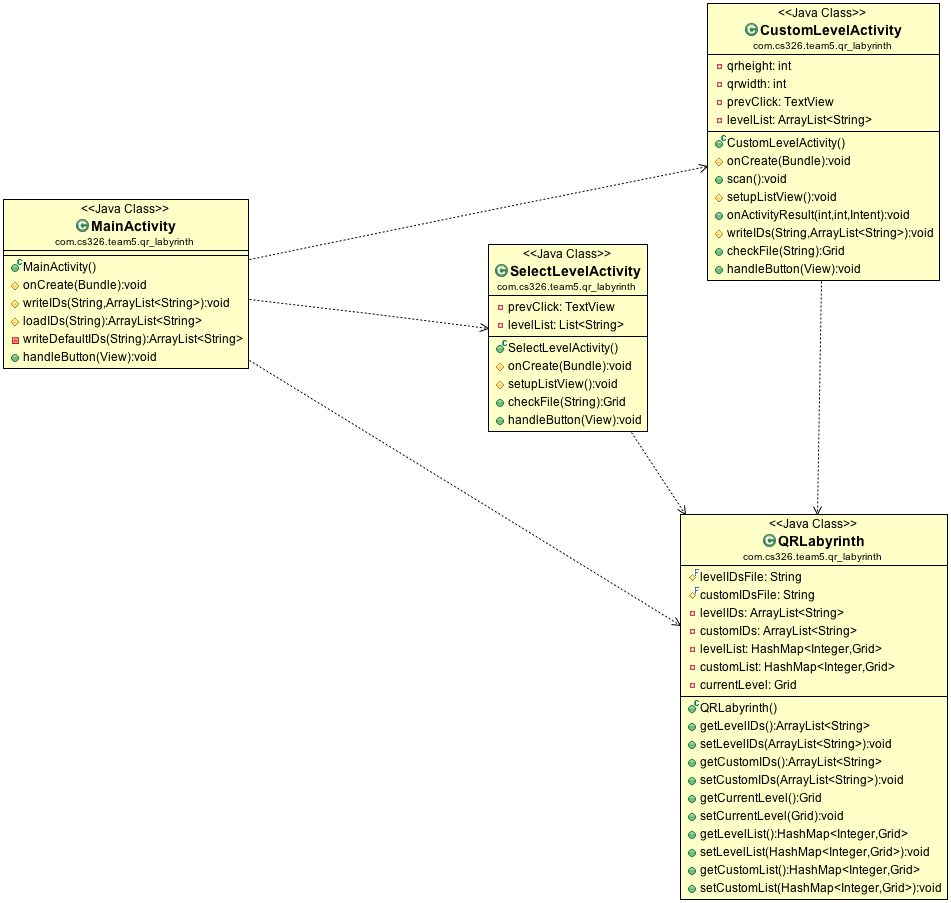 <<Java Class>>
CustomLevelActivity
com.cs326.team5.qr_labyrinth
qrheight: int
qrwidth: int
prevClick: TextView
levelList: ArrayList<String>
CustomLevelActivity()
onCreate(Bundle):void
scan():void
setupListView():void
onActivityResult(int,int,Intent):void
writeIDs(String,ArrayList<String>):void
checkFile(String):Grid
handleButton(View):void
<<Java Class>>
MainActivity
com.cs326.team5.qr_labyrinth
MainActivity()
onCreate(Bundle):void
writeIDs(String,ArrayList<String>):void
loadIDs(String):ArrayList<String>
writeDefaultIDs(String):ArrayList<String>
handleButton(View):void
<<Java Class>>
SelectLevelActivity
com.cs326.team5.qr_labyrinth
prevClick: TextView
levelList: List<String>
SelectLevelActivity()
onCreate(Bundle):void
setupListView():void
checkFile(String):Grid
handleButton(View):void
<<Java Class>>
QRLabyrinth
com.cs326.team5.qr_labyrinth
levelIDsFile: String
customIDsFile: String
levelIDs: ArrayList<String>
customIDs: ArrayList<String>
levelList: HashMap<Integer,Grid>
customList: HashMap<Integer,Grid>
currentLevel: Grid
QRLabyrinth()
getLevelIDs():ArrayList<String>
setLevelIDs(ArrayList<String>):void
getCustomIDs():ArrayList<String>
setCustomIDs(ArrayList<String>):void
getCurrentLevel():Grid
setCurrentLevel(Grid):void
getLevelList():HashMap<Integer,Grid>
setLevelList(HashMap<Integer,Grid>):void
getCustomList():HashMap<Integer,Grid>
setCustomList(HashMap<Integer,Grid>):void